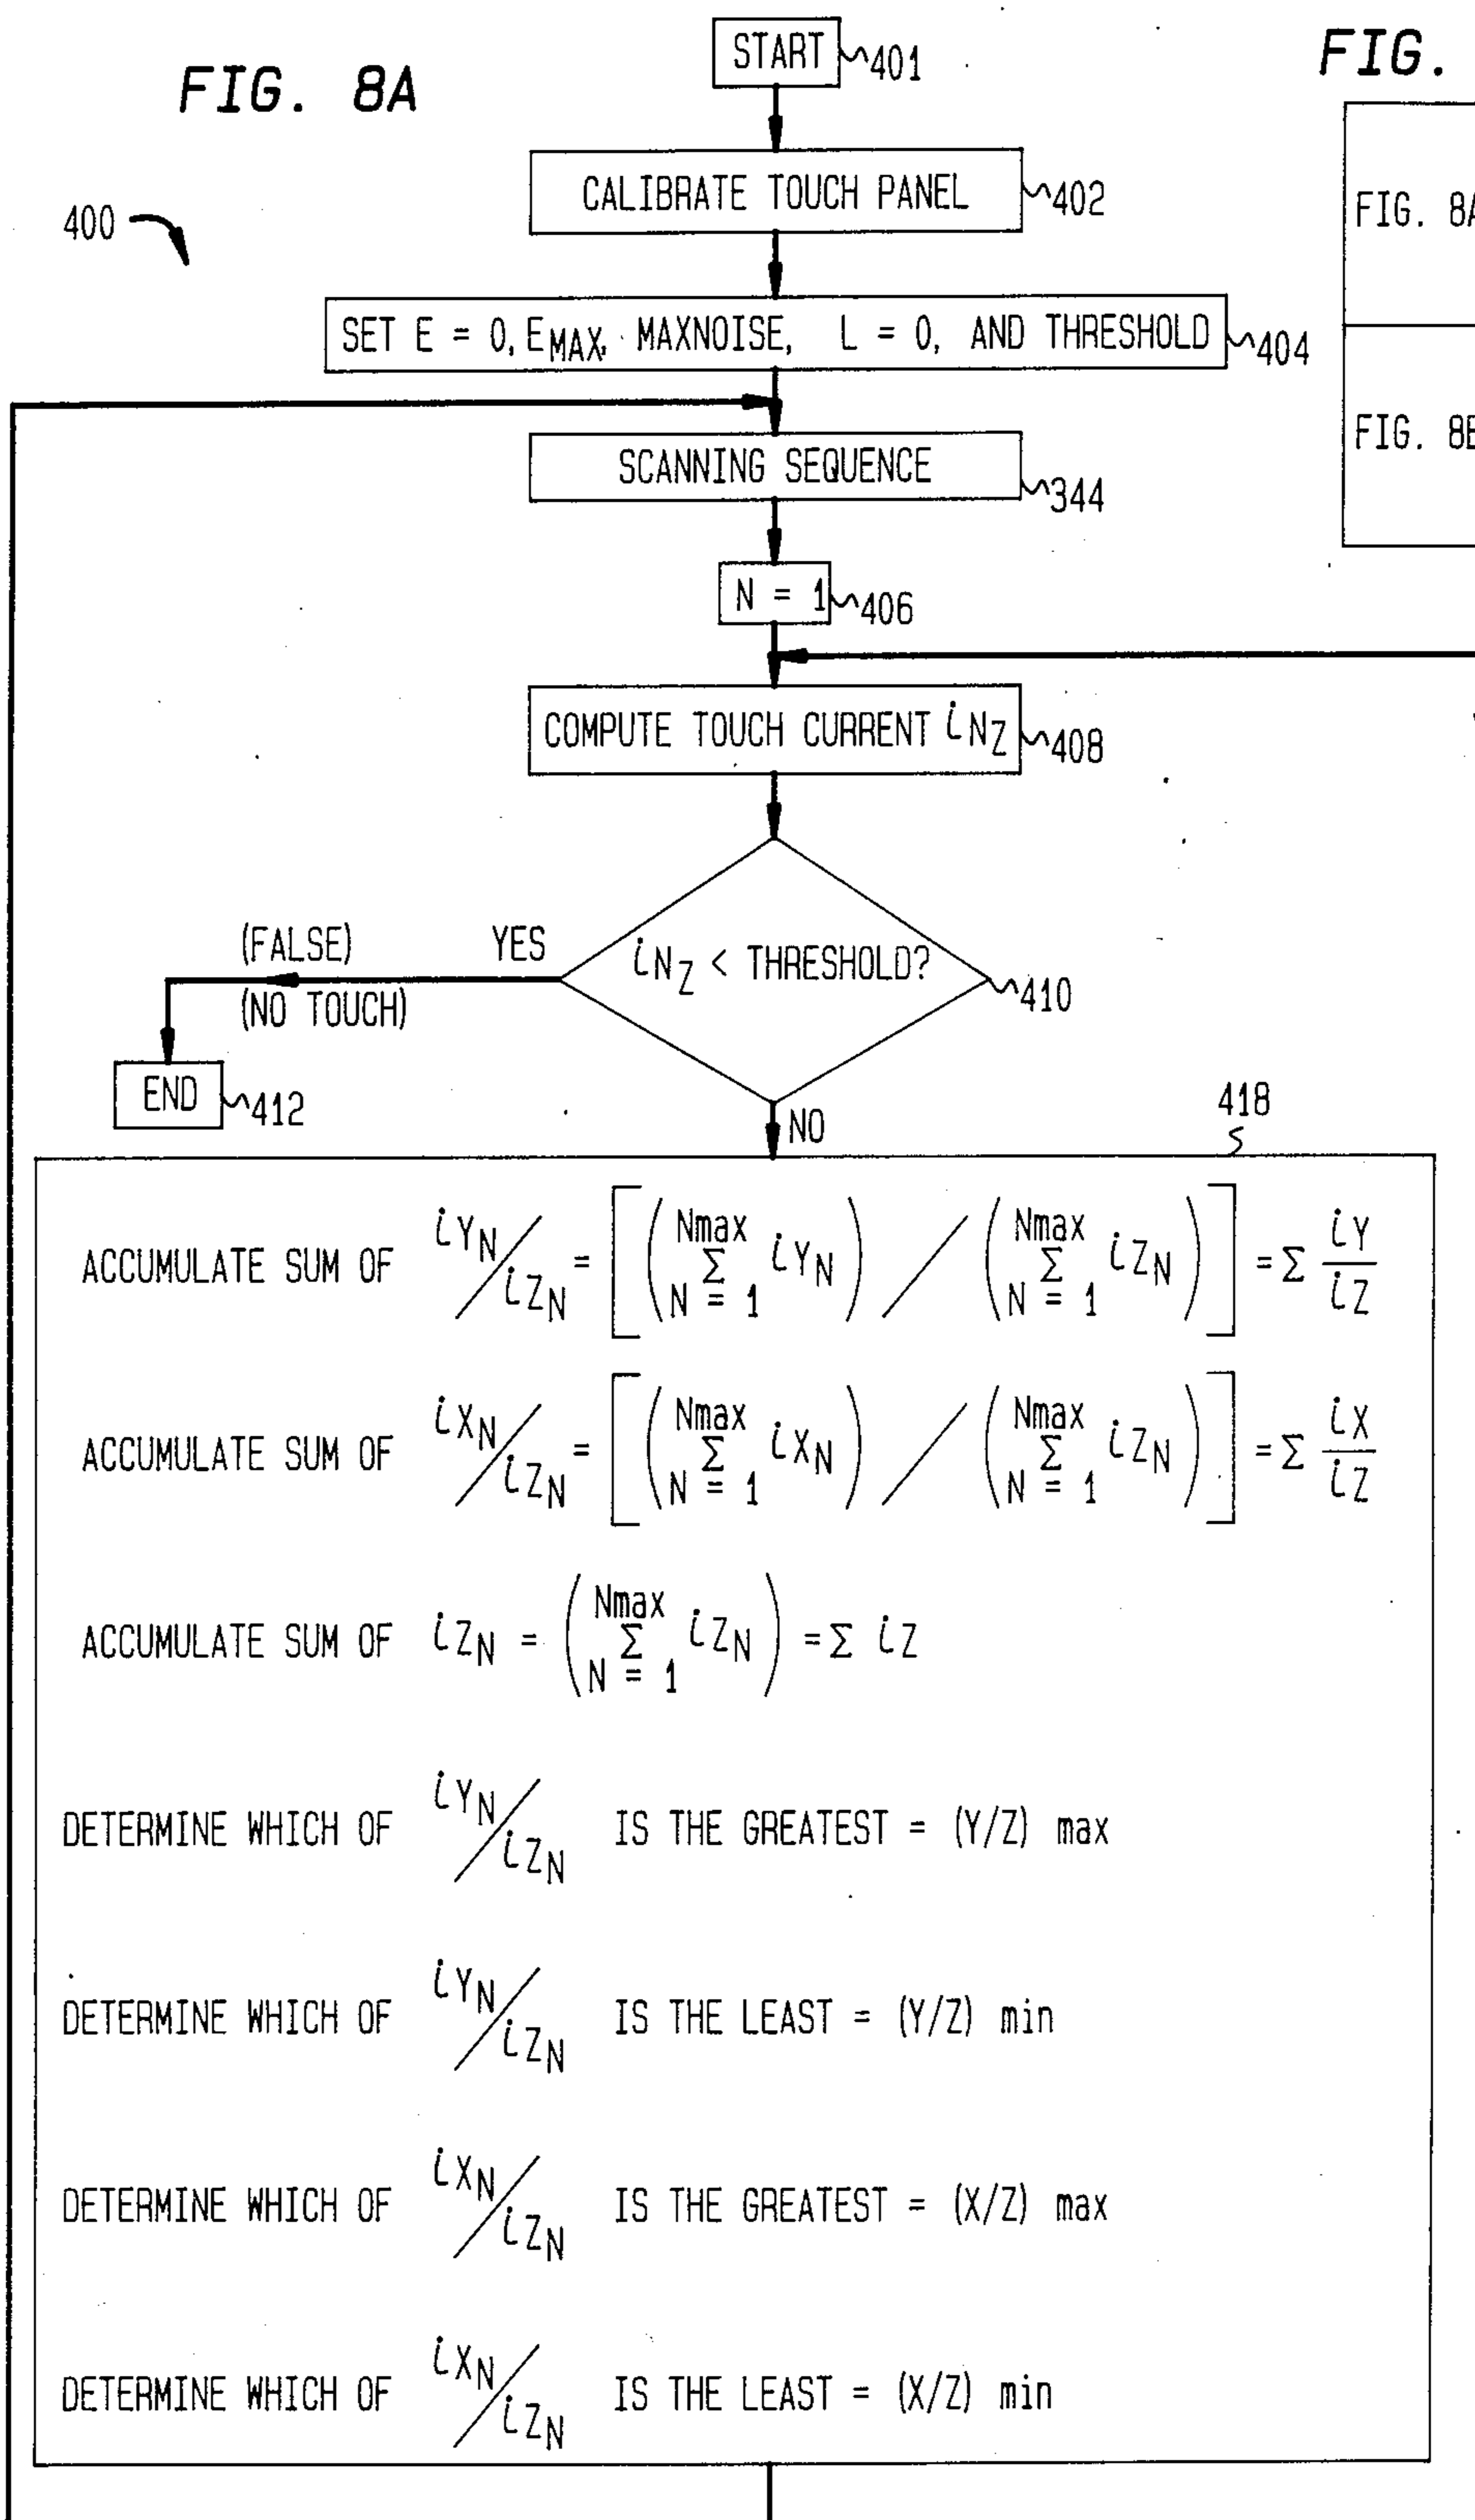 FIG. 8A
FIG.
START 401
CALIBRATE TOUCH PANEL 402
400
FIG. 8A
SET E = 0, EMAX, MAXNOISE, L = 0, AND THRESHOLD 404
FIG. 8B
SCANNING SEQUENCE 344
N = 1 406
COMPUTE TOUCH CURRENT iNZ 408
(FALSE) YES
iNZ < THRESHOLD? 410
(NO TOUCH)
END 412
NO
418
ACCUMULATE SUM OF iYN/iZN = [(Nmax Σ N = 1 iYN) / (Nmax Σ N = 1 iZN)] = Σ iY/iZ
ACCUMULATE SUM OF iXN/iZN = [(Nmax Σ N = 1 iXN) / (Nmax Σ N = 1 iZN)] = Σ iX/iZ
ACCUMULATE SUM OF iZN = (Nmax Σ N = 1 iZN) = Σ iZ
DETERMINE WHICH OF iYN/iZN IS THE GREATEST = (Y/Z) max
DETERMINE WHICH OF iYN/iZN IS THE LEAST = (Y/Z) min
DETERMINE WHICH OF iXN/iZN IS THE GREATEST = (X/Z) max
DETERMINE WHICH OF iXN/iZN IS THE LEAST = (X/Z) min